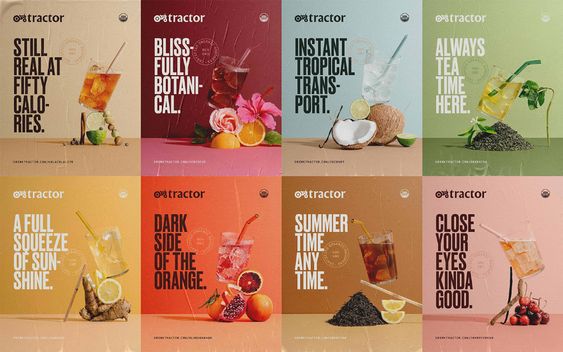 tractor
STILL
REAL AT
FIFTY
CALO-
RIES.
tractor
BLISS-
FULLY
BOTANI-
CAL.
tractor
INSTANT
TROPICAL
TRANS-
PORT.
tractor
ALWAYS
TEA
TIME
HERE.
tractor
A FULL
SQUEEZE
OF SUN-
SHINE.
tractor
DARK
SIDE
OF THE
ORANGE.
tractor
SUMMER
TIME
ANY
TIME.
tractor
CLOSE
YOUR
EYES
KINDA
GOOD.